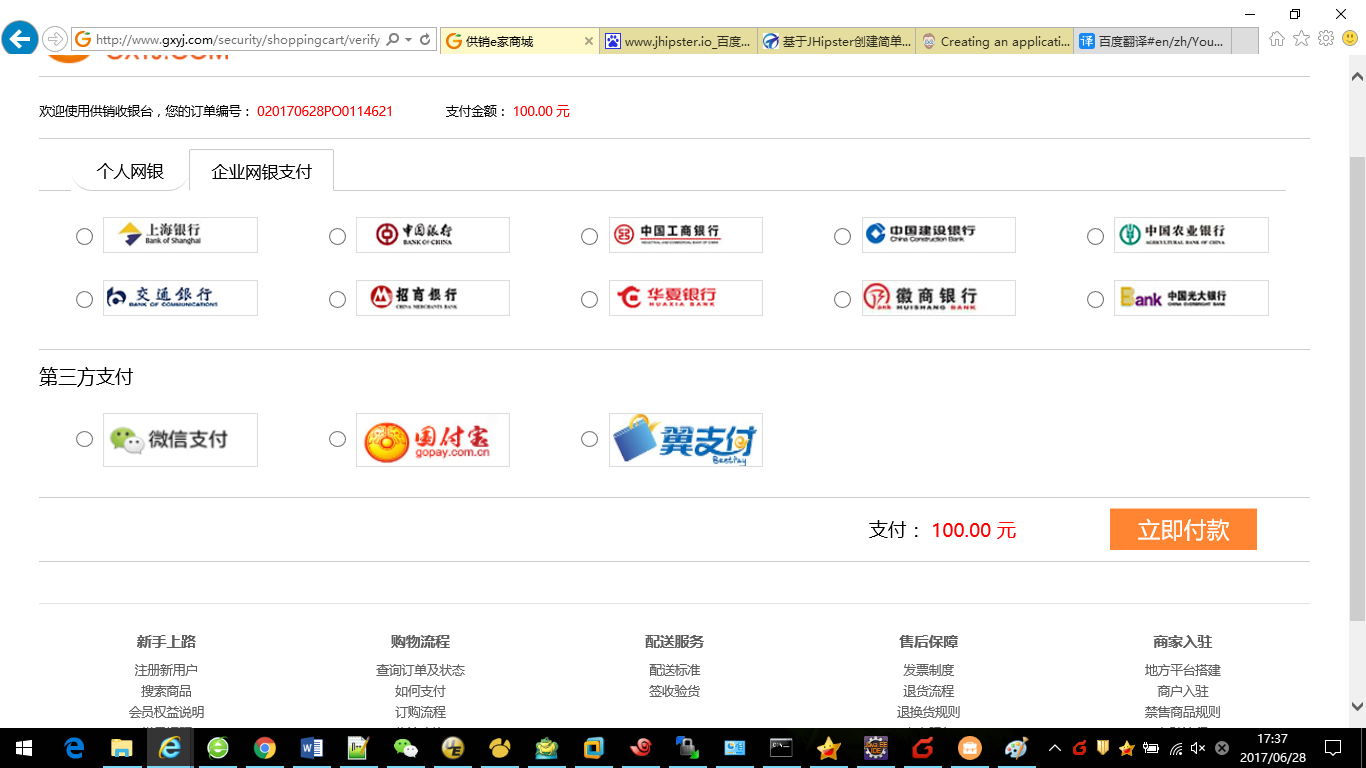 http://www.gxyj.com/security/shoppingcart/verify
供销e家商城
www.jhipster.io_百度...
基于JHipster创建简单...
Creating an applicati...
百度翻译#en/zh/You...
GXYJ.COM
欢迎使用供销收银台，您的订单编号： 020170628PO0114621 支付金额： 100.00 元
个人网银 企业网银支付
上海银行 Bank of Shanghai
中国银行 BANK OF CHINA
中国工商银行 INDUSTRIAL AND COMMERCIAL BANK OF CHINA
中国建设银行 China Construction Bank
中国农业银行 AGRICULTURAL BANK OF CHINA
交通银行 BANK OF COMMUNICATIONS
招商银行 CHINA MERCHANTS BANK
华夏银行 HUAXIA BANK
徽商银行 HUISHANG BANK
Bank 中国光大银行 CHINA EVERBRIGHT BANK
第三方支付
微信支付
国付宝 gopay.com.cn
翼支付 BestPay
支付： 100.00 元
立即付款
新手上路 购物流程 配送服务 售后保障 商家入驻
注册新用户 查询订单及状态 配送标准 发票制度 地方平台搭建
搜索商品 如何支付 签收验货 退货流程 商户入驻
会员权益说明 订购流程 退换货规则 禁售商品规则
17:37
2017/06/28